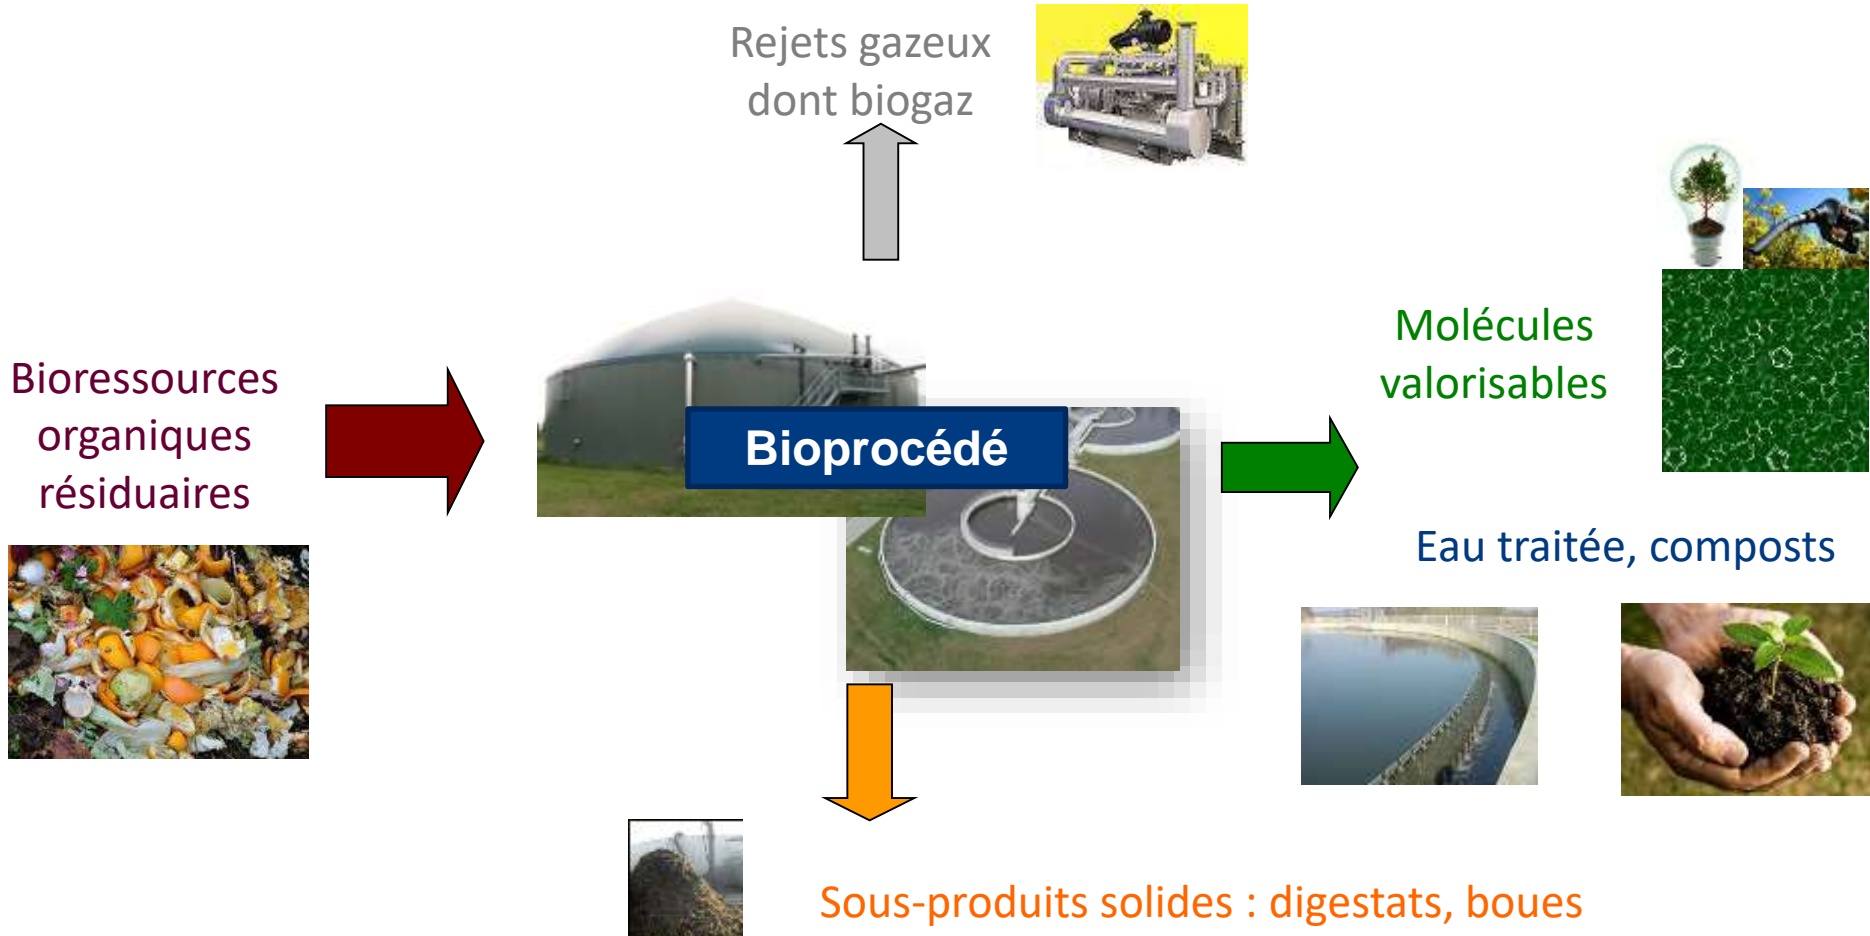 Rejets gazeux
dont biogaz
Bioressources
organiques
résiduaires
Bioprocédé
Molécules
valorisables
Eau traitée, composts
Sous-produits solides : digestats, boues